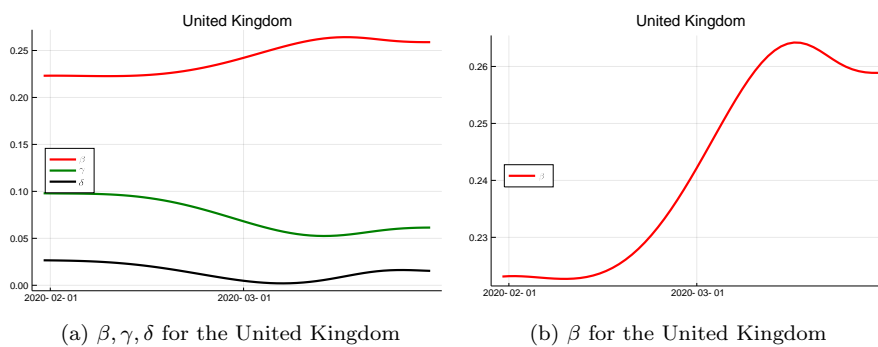 United Kingdom
0.25
0.20
0.15
0.10
0.05
0.00
β
γ
δ
2020- 02- 01
2020- 03- 01
(a) β, γ, δ for the United Kingdom
United Kingdom
0.26
0.25
0.24
0.23
β
2020- 02- 01
2020- 03- 01
(b) β for the United Kingdom